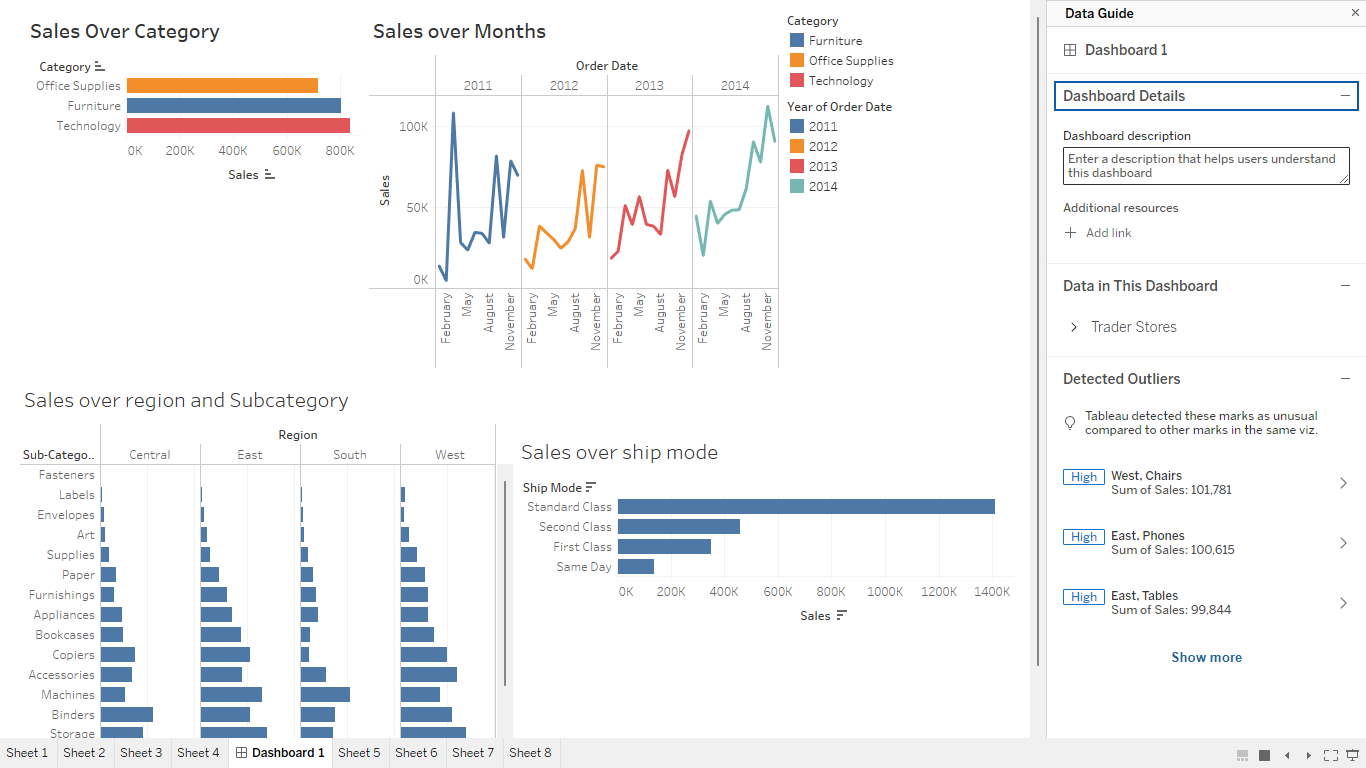 Sales Over Category
Category
Office Supplies
Furniture
Technology
0K 200K 400K 600K 800K
Sales
Sales over Months
Order Date
2011 2012 2013 2014
Sales
100K
50K
0K
February May August November February May August November February May August November February May August November
Category
Furniture
Office Supplies
Technology
Year of Order Date
2011
2012
2013
2014
Sales over region and Subcategory
Region
Sub-Catego.. Central East South West
Fasteners
Labels
Envelopes
Art
Supplies
Paper
Furnishings
Appliances
Bookcases
Copiers
Accessories
Machines
Binders
Storage
Sales over ship mode
Ship Mode
Standard Class
Second Class
First Class
Same Day
0K 200K 400K 600K 800K 1000K 1200K 1400K
Sales
Data Guide
Dashboard 1
Dashboard Details
Dashboard description
Enter a description that helps users understand
this dashboard
Additional resources
Add link
Data in This Dashboard
Trader Stores
Detected Outliers
Tableau detected these marks as unusual
compared to other marks in the same viz.
High West, Chairs
Sum of Sales: 101,781
High East, Phones
Sum of Sales: 100,615
High East, Tables
Sum of Sales: 99,844
Show more
Sheet 1 Sheet 2 Sheet 3 Sheet 4 Dashboard 1 Sheet 5 Sheet 6 Sheet 7 Sheet 8